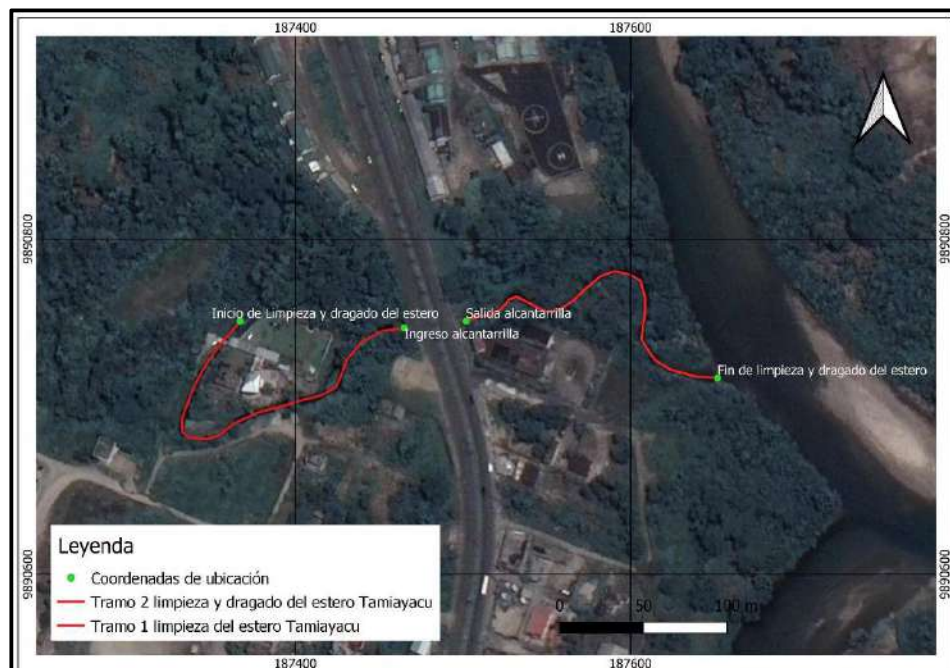 187400
187600
9890800
9890800
Inicio de Limpieza y dragado del estero
Salida alcantarrilla
Ingreso alcantarrilla
Fin de limpieza y dragado del estero
H
Leyenda
Coordenadas de ubicación
Tramo 2 limpieza y dragado del estero Tamiayacu
Tramo 1 limpieza del estero Tamiayacu
9890600
9890600
0 50 100 m
187400
187600